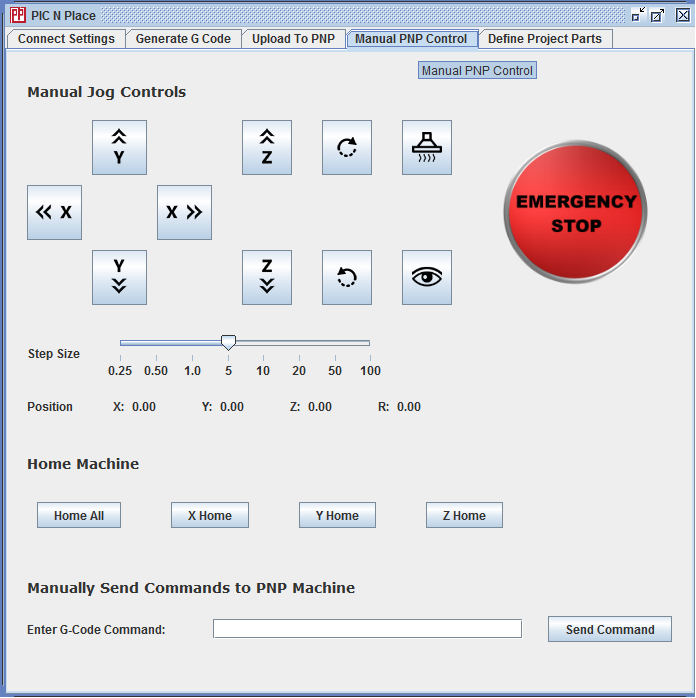 PP PIC N Place
Connect Settings Generate G Code Upload To PNP Manual PNP Control Define Project Parts
Manual PNP Control
Manual Jog Controls
Y Z
X X
EMERGENCY
STOP
Y Z
Step Size
0.25 0.50 1.0 5 10 20 50 100
Position X: 0.00 Y: 0.00 Z: 0.00 R: 0.00
Home Machine
Home All X Home Y Home Z Home
Manually Send Commands to PNP Machine
Enter G-Code Command: Send Command